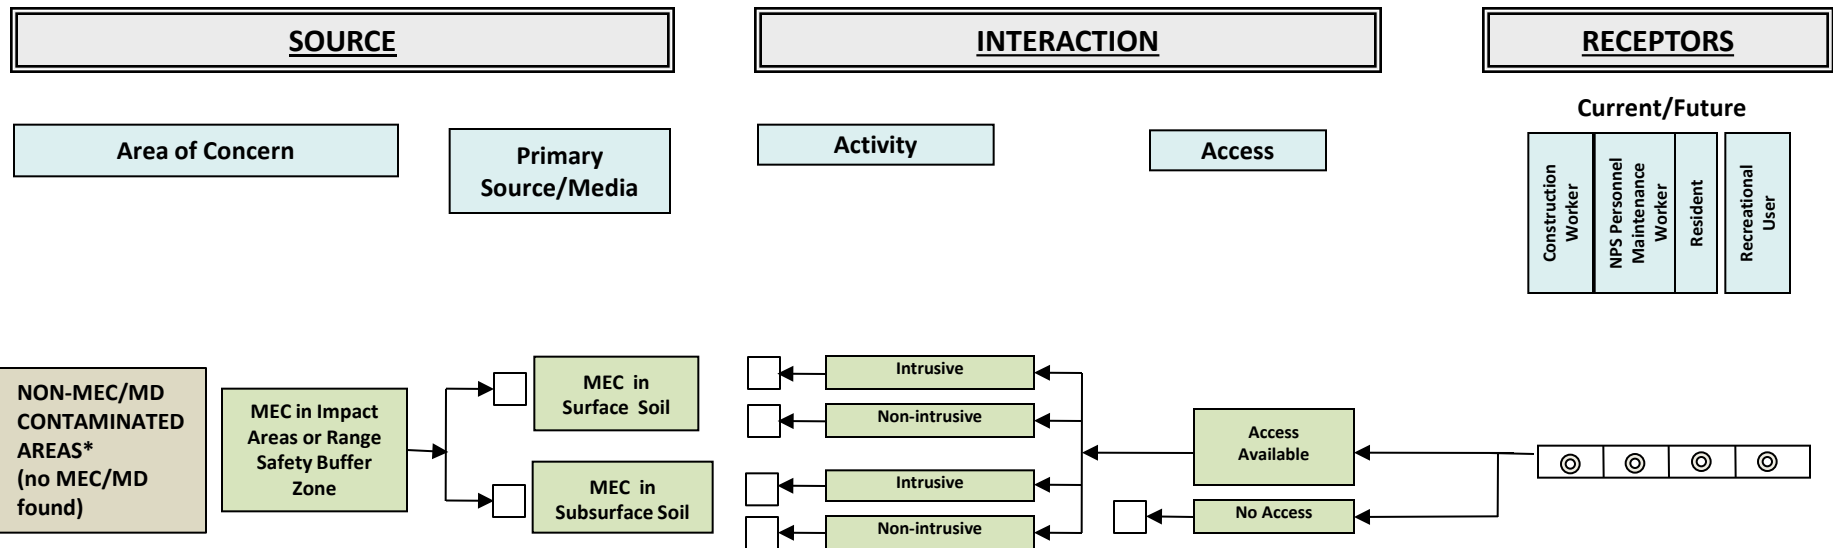 SOURCE
INTERACTION
RECEPTORS
Current/Future
Area of Concern
Primary
Source/Media
Activity
Access
Construction
Worker
NPS Personnel
Maintenance
Worker
Resident
Recreational
User
NON-MEC/MD
CONTAMINATED
AREAS*
(no MEC/MD
found)
MEC in Impact
Areas or Range
Safety Buffer
Zone
MEC in
Surface Soil
MEC in
Subsurface Soil
Intrusive
Non-intrusive
Intrusive
Non-intrusive
Access
Available
No Access